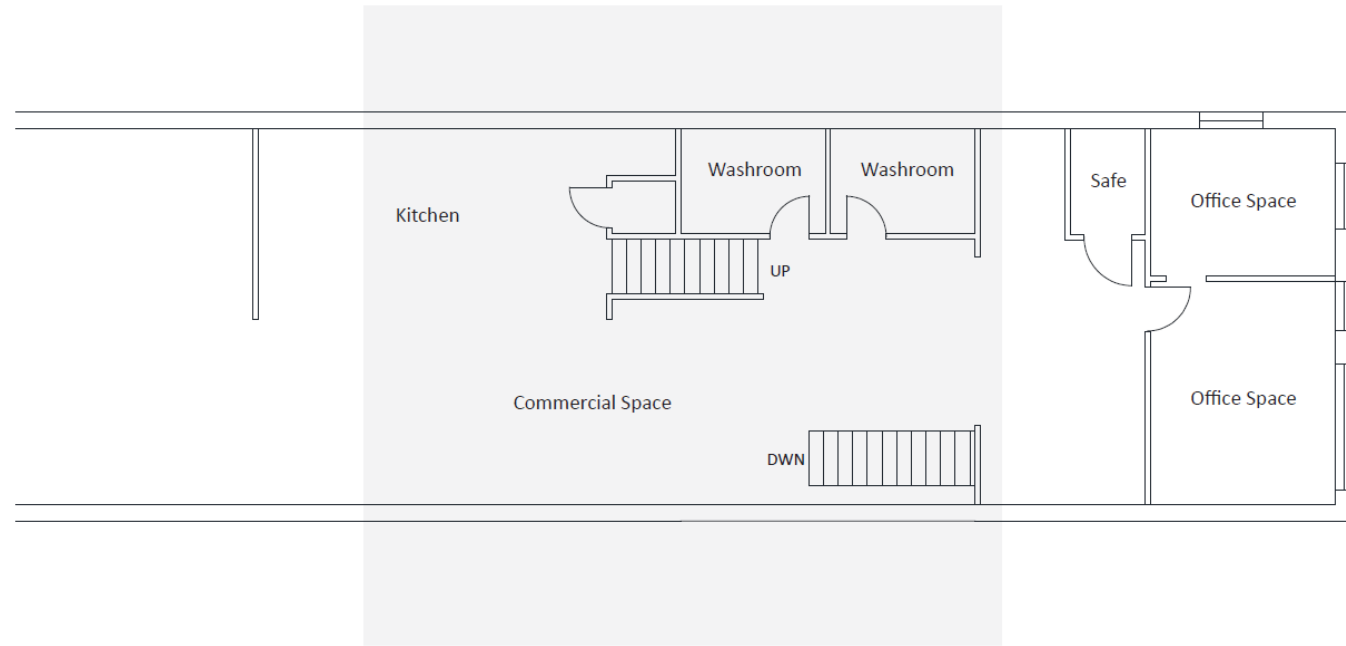 Washroom
Washroom
Safe
Office Space
Kitchen
UP
Commercial Space
Office Space
DWN